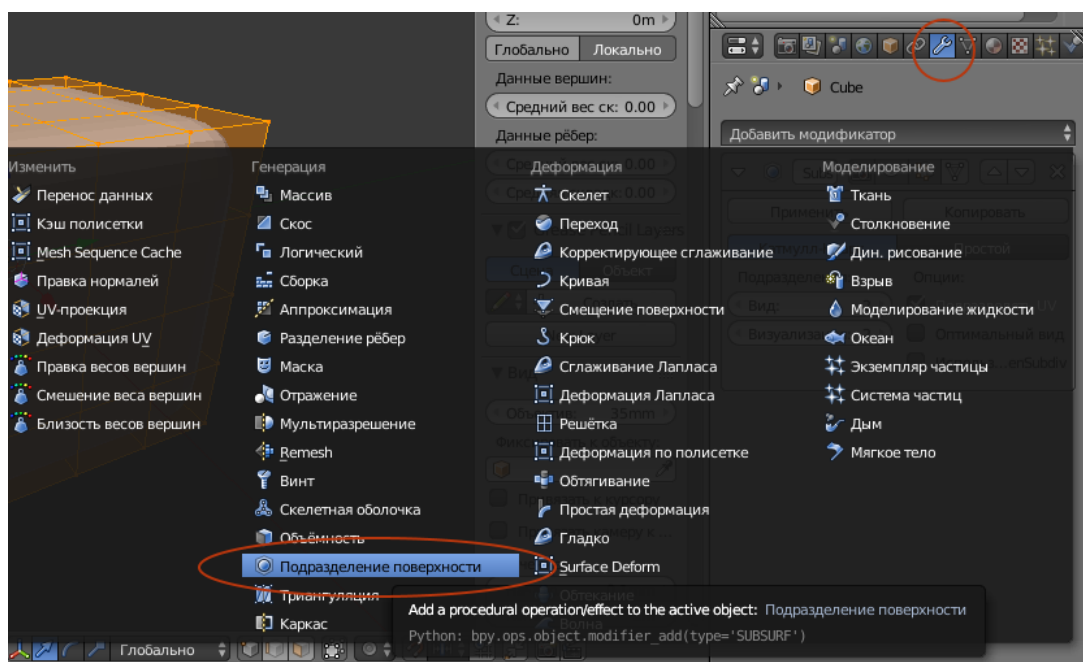 Z: 0m
Глобально Локально
Данные вершин:
Средний вес ск: 0.00
Данные рёбер:
Cube
Добавить модификатор
Изменить
Перенос данных
Кэш полисетки
Mesh Sequence Cache
Правка нормалей
UV-проекция
Деформация UV
Правка весов вершин
Смешение веса вершин
Близость весов вершин
Генерация
Массив
Скос
Логический
Сборка
Аппроксимация
Разделение рёбер
Маска
Отражение
Мультиразрешение
Remesh
Винт
Скелетная оболочка
Объёмность
Подразделение поверхности
Триангуляция
Каркас
Деформация
Скелет
Переход
Корректирующее сглаживание
Кривая
Смещение поверхности
Крюк
Сглаживание Лапласа
Деформация Лапласа
Решётка
Деформация по полисетке
Обтягивание
Простая деформация
Гладко
Surface Deform
Обтекание
Волна
Моделирование
Ткань
Столкновение
Дин. рисование
Взрыв
Моделирование жидкости
Океан
Экземпляр частицы
Система частиц
Дым
Мягкое тело
Копировать
Add a procedural operation/effect to the active object: Подразделение поверхности
Python: bpy.ops.object.modifier_add(type='SUBSURF')
Глобально